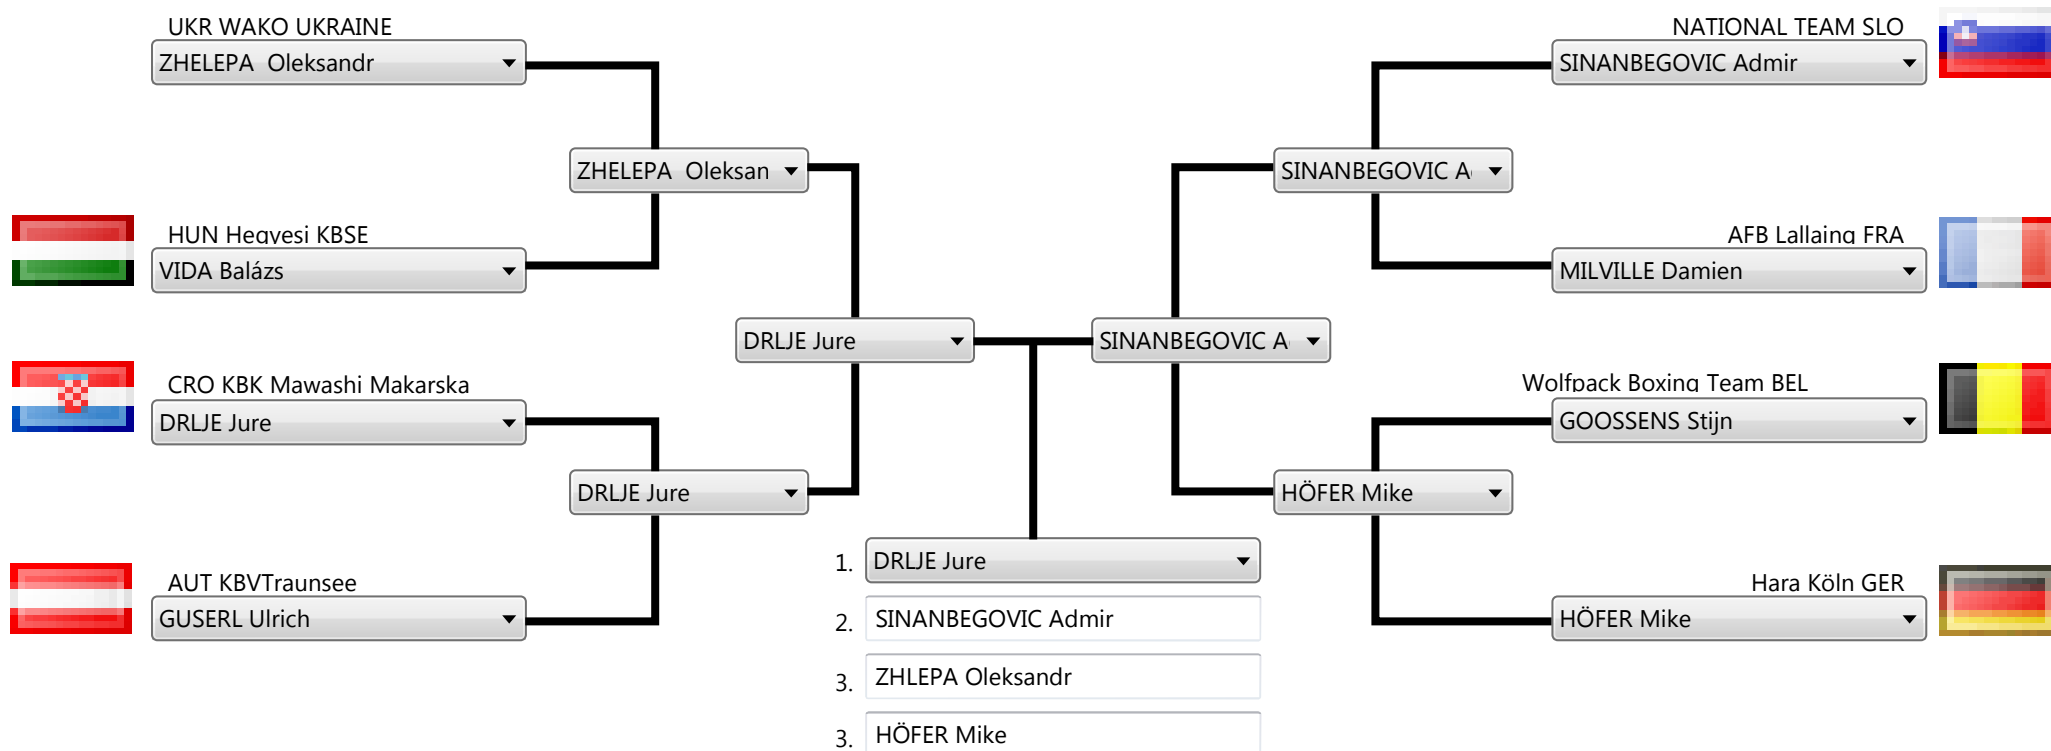 UKR WAKO UKRAINE
ZHELEPA  Oleksandr
HUN Hegyesi KBSE
VIDA Balázs
CRO KBK Mawashi Makarska
DRLJE Jure
AUT KBVTraunsee
GUSERL Ulrich
ZHELEPA  Oleksan
DRLJE Jure
DRLJE Jure
SINANBEGOVIC A
SINANBEGOVIC A
HÖFER Mike
NATIONAL TEAM SLO
SINANBEGOVIC Admir
AFB Lallaing FRA
MILVILLE Damien
Wolfpack Boxing Team BEL
GOOSSENS Stijn
Hara Köln GER
HÖFER Mike
1. DRLJE Jure
2. SINANBEGOVIC Admir
3. ZHLEPA Oleksandr
3. HÖFER Mike